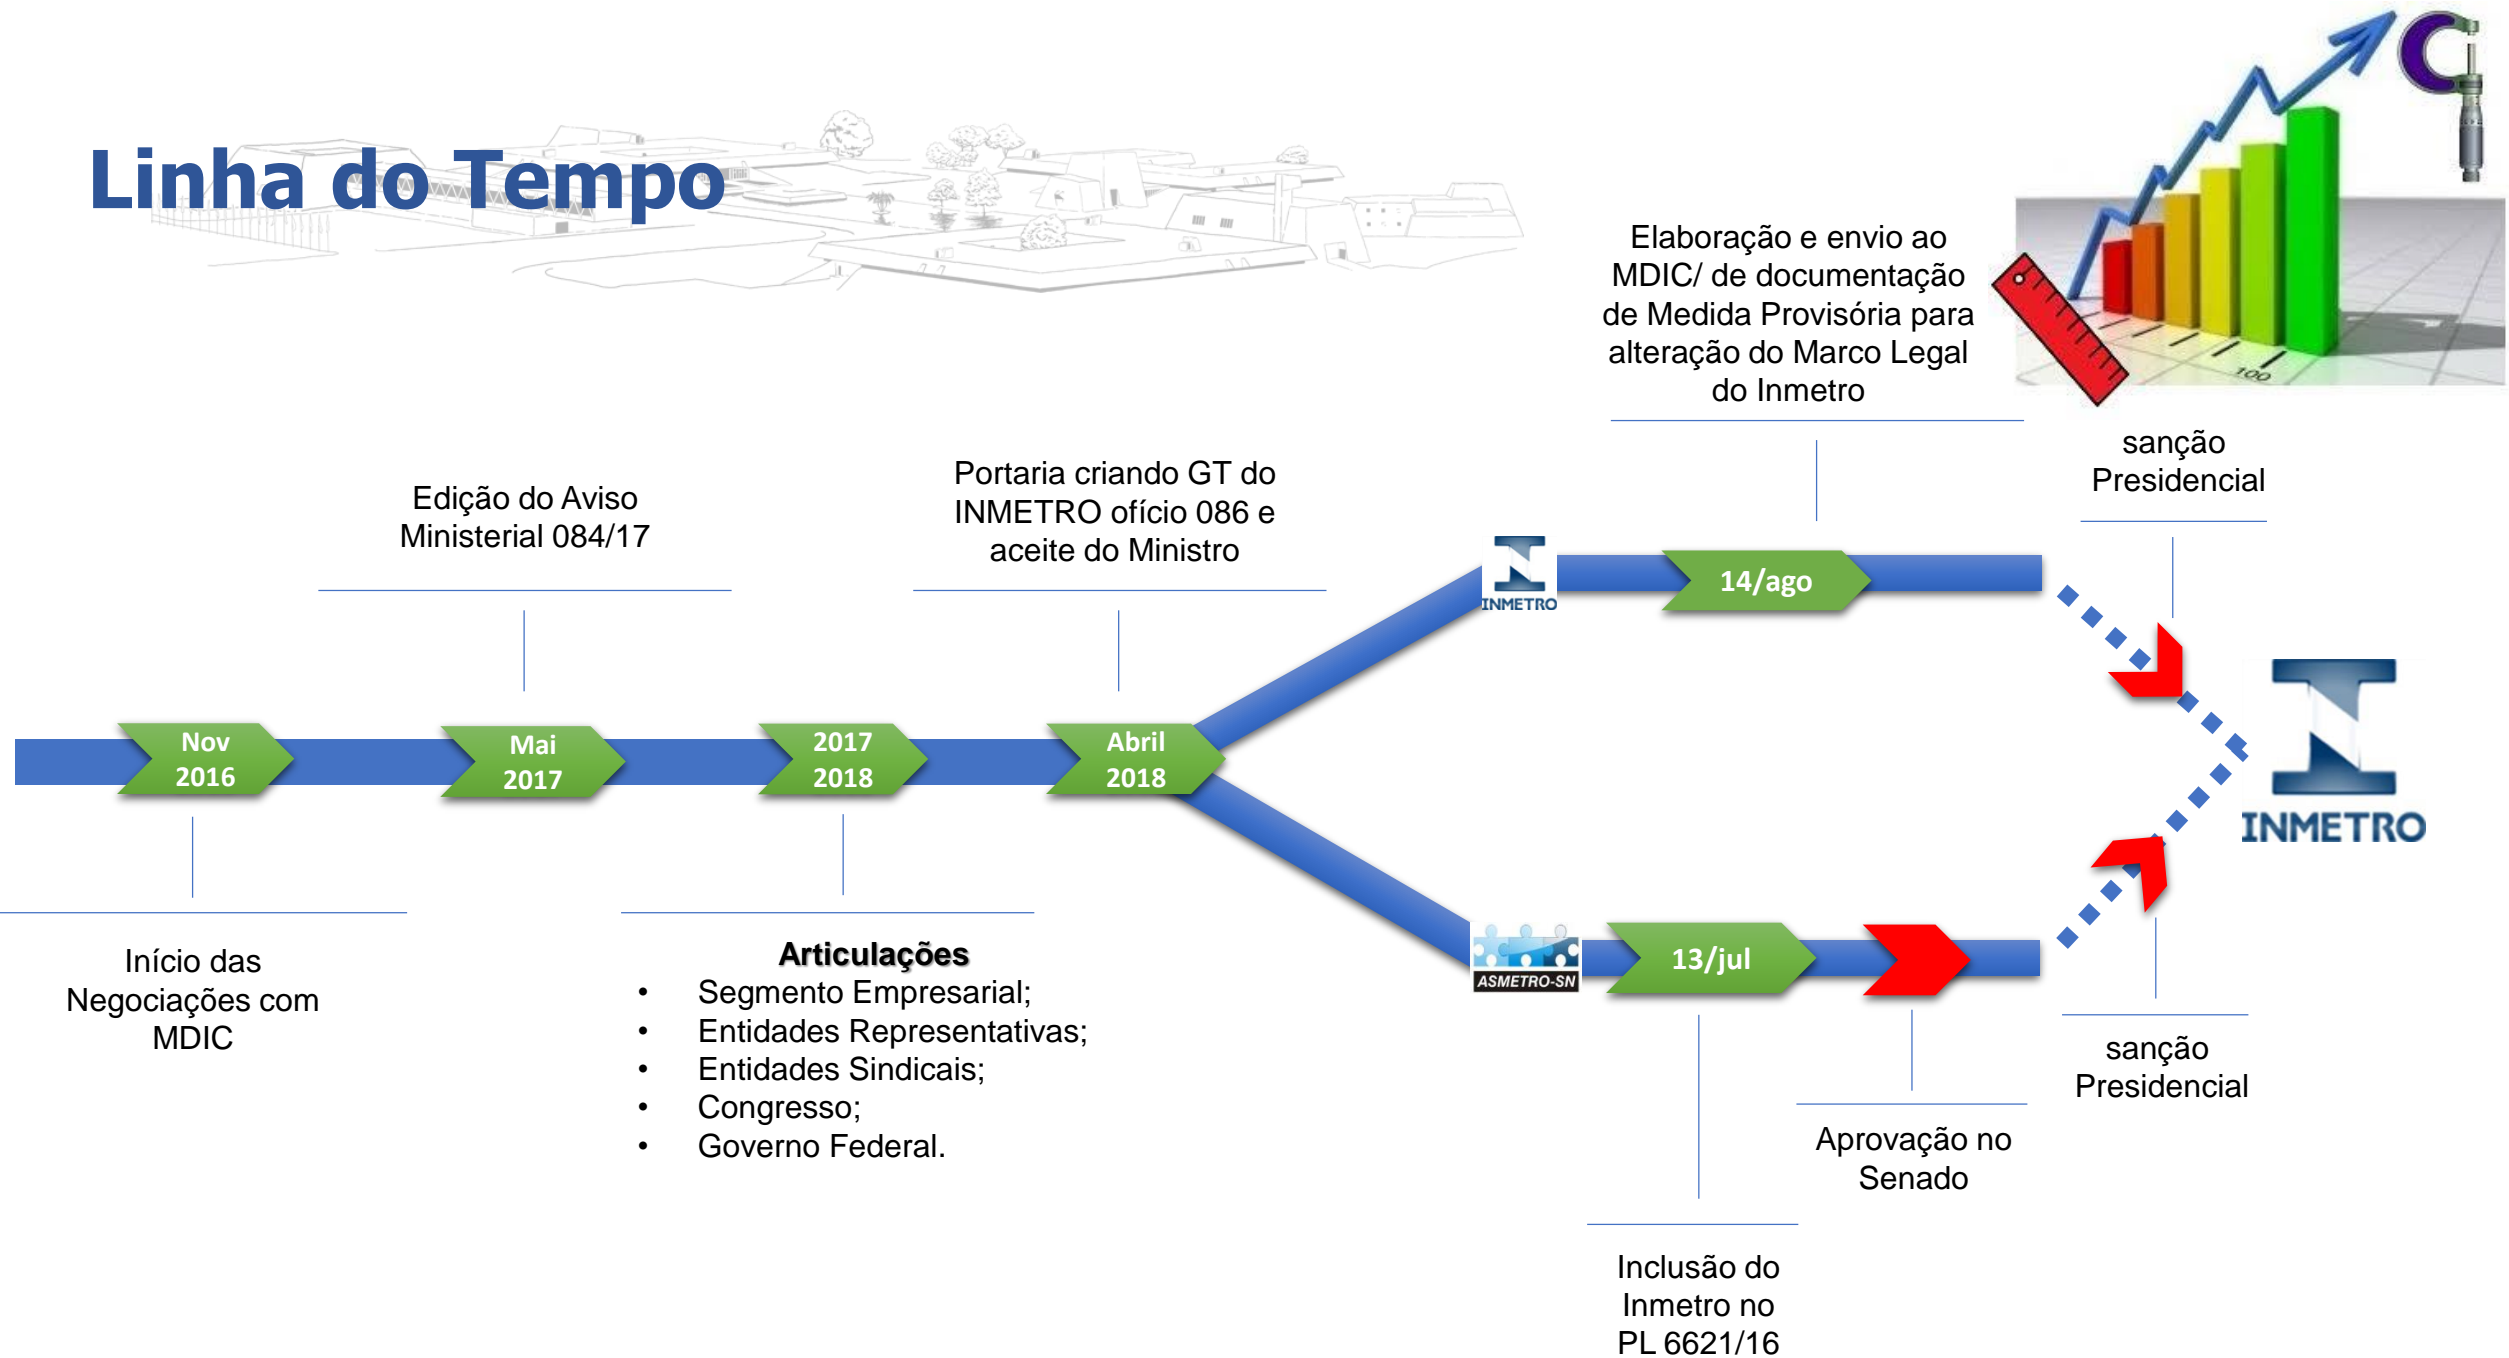 Linha do Tempo
100
Elaboração e envio ao
MDIC/ de documentação
de Medida Provisória para
alteração do Marco Legal
do Inmetro
sanção
Presidencial
Edição do Aviso
Ministerial 084/17
Portaria criando GT do
INMETRO ofício 086 e
aceite do Ministro
INMETRO
14/ago
Nov
2016
Mai
2017
2017
2018
Abril
2018
INMETRO
Início das
Negociações com
MDIC
Articulações
• Segmento Empresarial;
• Entidades Representativas;
• Entidades Sindicais;
• Congresso;
• Governo Federal.
ASMETRO-SN
13/jul
sanção
Presidencial
Aprovação no
Senado
Inclusão do
Inmetro no
PL 6621/16